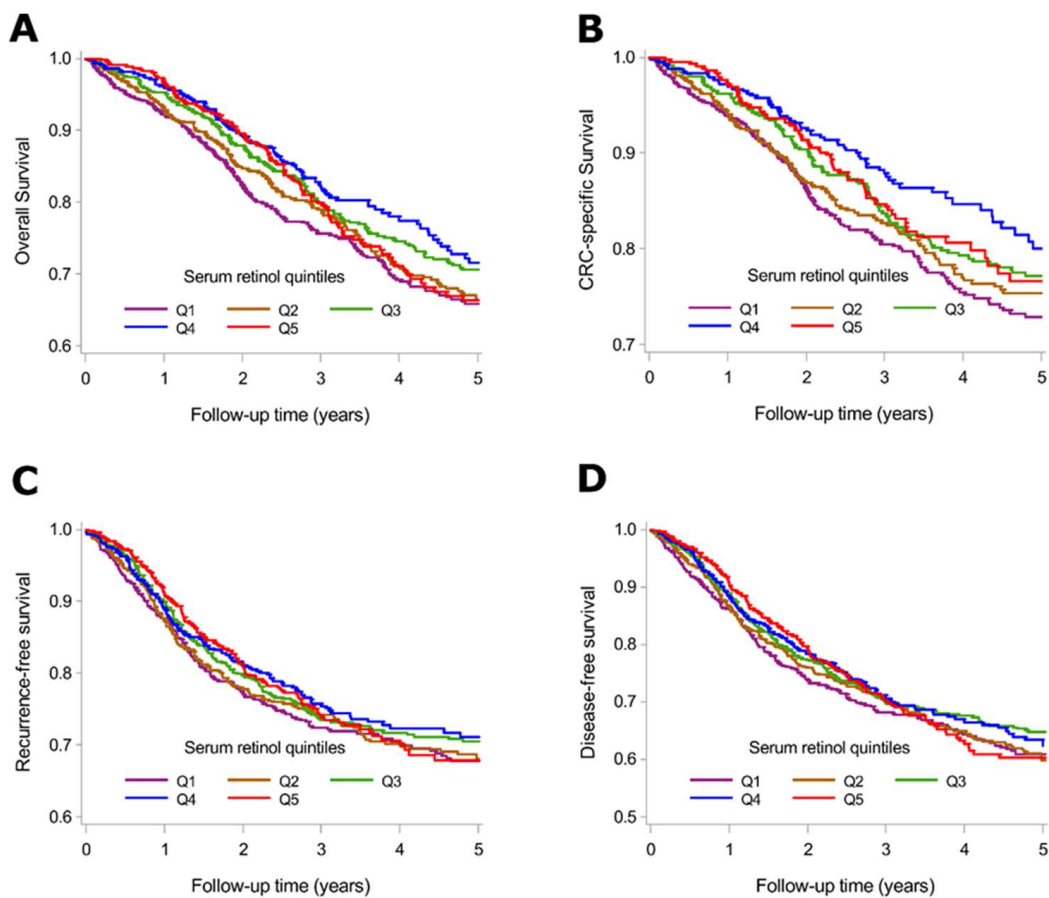 A
Overall Survival
1.0
0.9
0.8
0.7
0.6
Serum retinol quintiles
Q1 Q2 Q3
Q4 Q5
0 1 2 3 4 5
Follow-up time (years)
B
CRC-specific Survival
1.0
0.9
0.8
0.7
Serum retinol quintiles
Q1 Q2 Q3
Q4 Q5
0 1 2 3 4 5
Follow-up time (years)
C
Recurrence-free survival
1.0
0.9
0.8
0.7
0.6
Serum retinol quintiles
Q1 Q2 Q3
Q4 Q5
0 1 2 3 4 5
Follow-up time (years)
D
Disease-free survival
1.0
0.9
0.8
0.7
0.6
0.5
Serum retinol quintiles
Q1 Q2 Q3
Q4 Q5
0 1 2 3 4 5
Follow-up time (years)